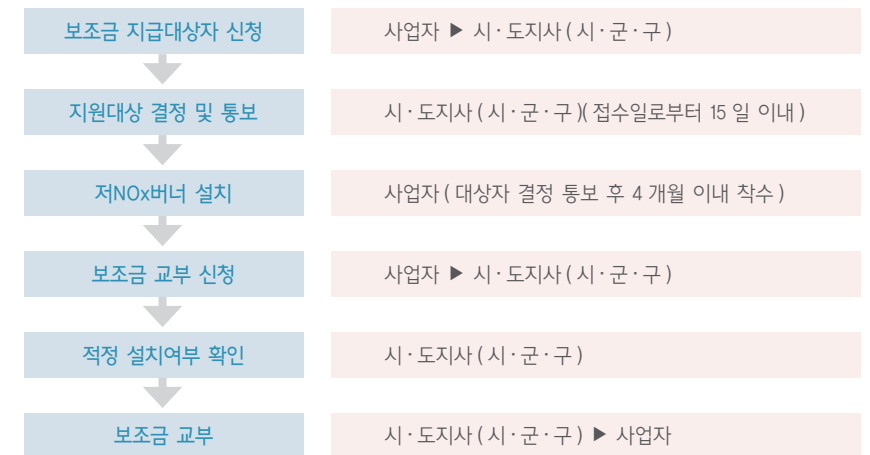 보조금 지급대상자 신청 사업자 ▶ 시·도지사(시·군·구)
지원대상 결정 및 통보 시·도지사(시·군·구)(접수일로부터 15일 이내)
저NOx버너 설치 사업자(대상자 결정 통보 후 4개월 이내 착수)
보조금 교부 신청 사업자 ▶ 시·도지사(시·군·구)
적정 설치여부 확인 시·도지사(시·군·구)
보조금 교부 시·도지사(시·군·구) ▶ 사업자